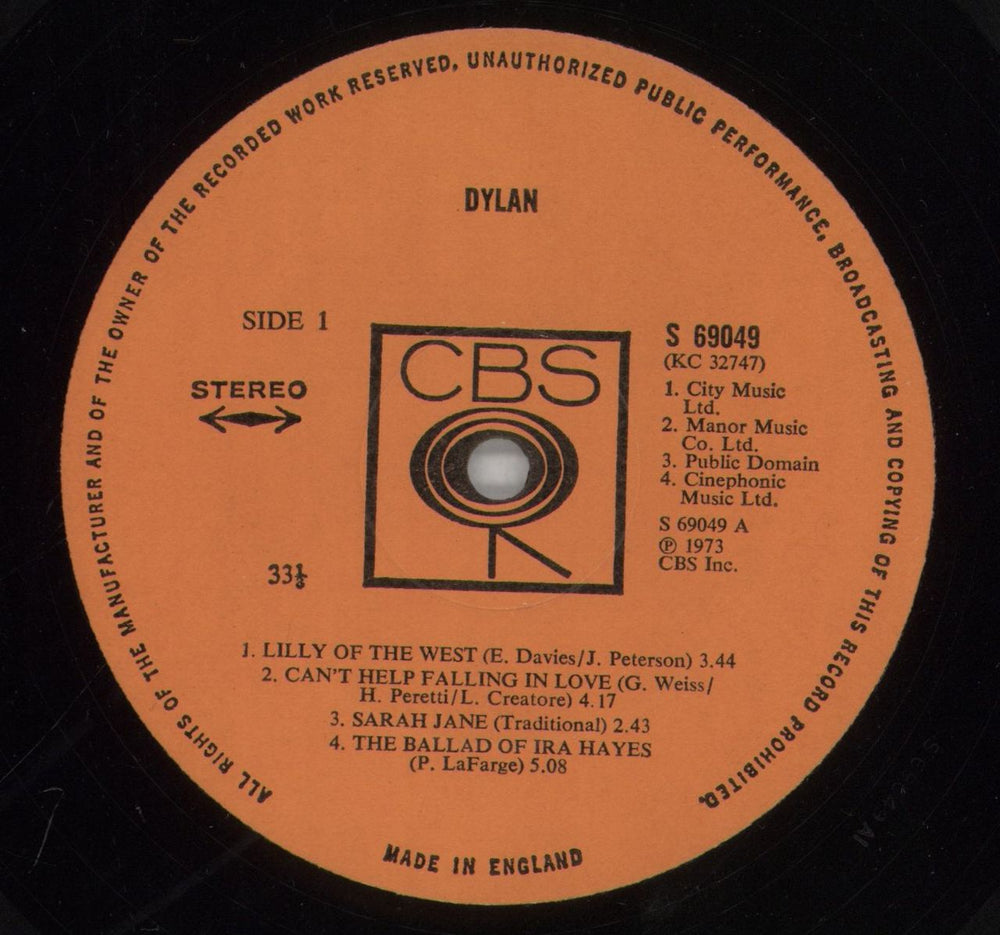 ALL RIGHTS OF THE MANUFACTURER AND OF THE OWNER OF THE RECORDED WORK RESERVED. UNAUTHORIZED PUBLIC PERFORMANCE, BROADCASTING AND COPYING OF THIS RECORD PROHIBITED.
DYLAN
SIDE 1
STEREO
33⅓
CBS
S 69049
(KC 32747)
1. City Music
Ltd.
2. Manor Music
Co. Ltd.
3. Public Domain
4. Cinephonic
Music Ltd.
S 69049 A
℗ 1973
CBS Inc.
1. LILLY OF THE WEST (E. Davies/J. Peterson) 3.44
2. CAN'T HELP FALLING IN LOVE (G. Weiss/
H. Peretti/L. Creatore) 4.17
3. SARAH JANE (Traditional) 2.43
4. THE BALLAD OF IRA HAYES
(P. LaFarge) 5.08
MADE IN ENGLAND